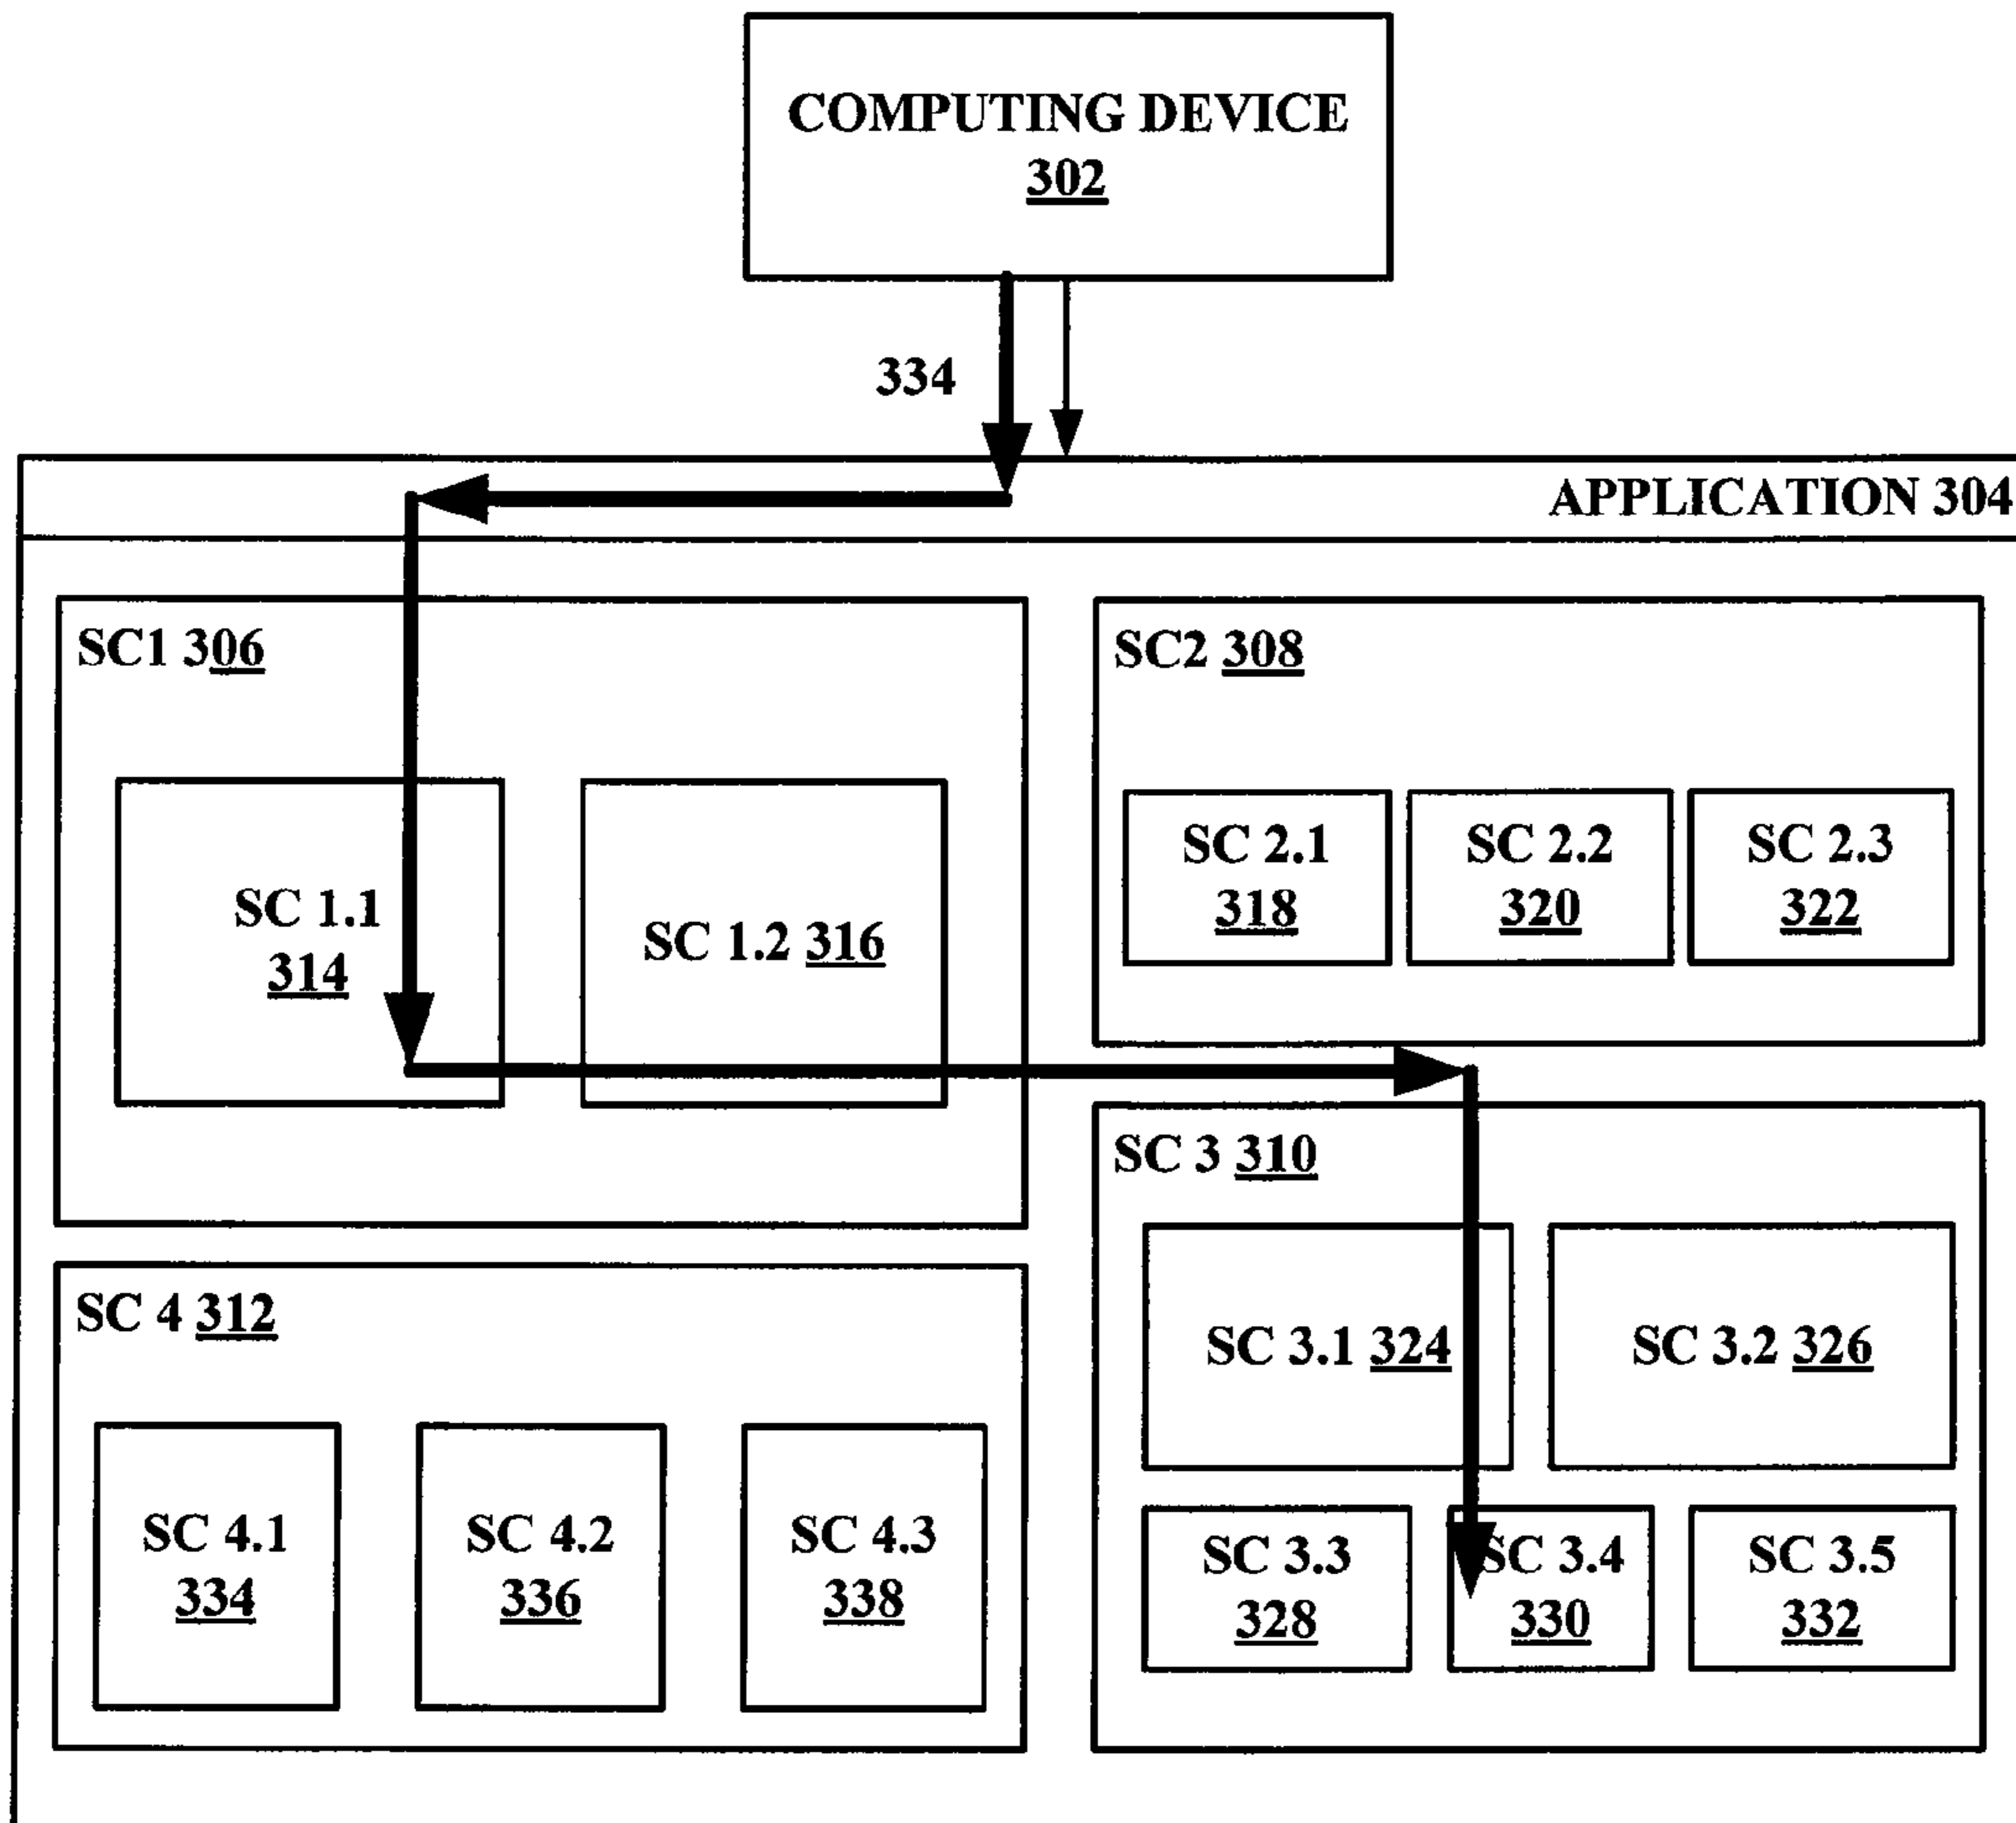 COMPUTING DEVICE
302
334
APPLICATION 304
SC1 306
SC 1.1
314
SC 1.2 316
SC2 308
SC 2.1
318
SC 2.2
320
SC 2.3
322
SC 3 310
SC 3.1 324
SC 3.2 326
SC 3.3
328
SC 3.4
330
SC 3.5
332
SC 4 312
SC 4.1
334
SC 4.2
336
SC 4.3
338